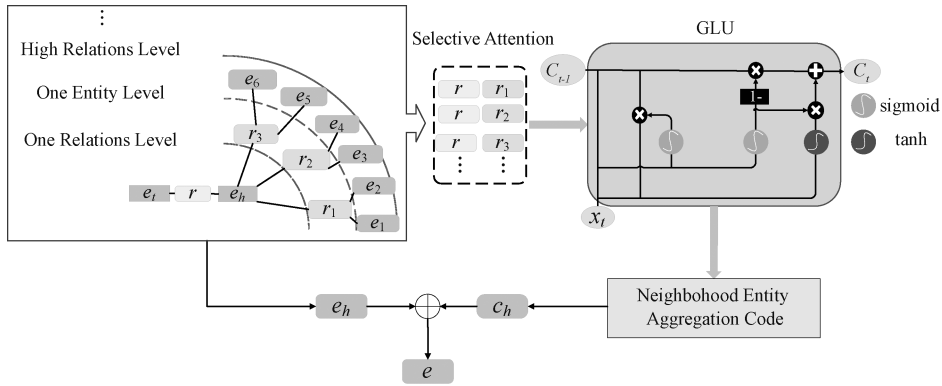 ⋮
High Relations Level
One Entity Level
One Relations Level
e6
e5
r3
e4
r2
e3
et r eh
e2
r1
e1
Selective Attention
r r1
r r2
r r3
⋮ ⋮
GLU
Ct-1
Ct
1-
sigmoid
tanh
xt
Neighbohood Entity
Aggregation Code
eh
ch
e